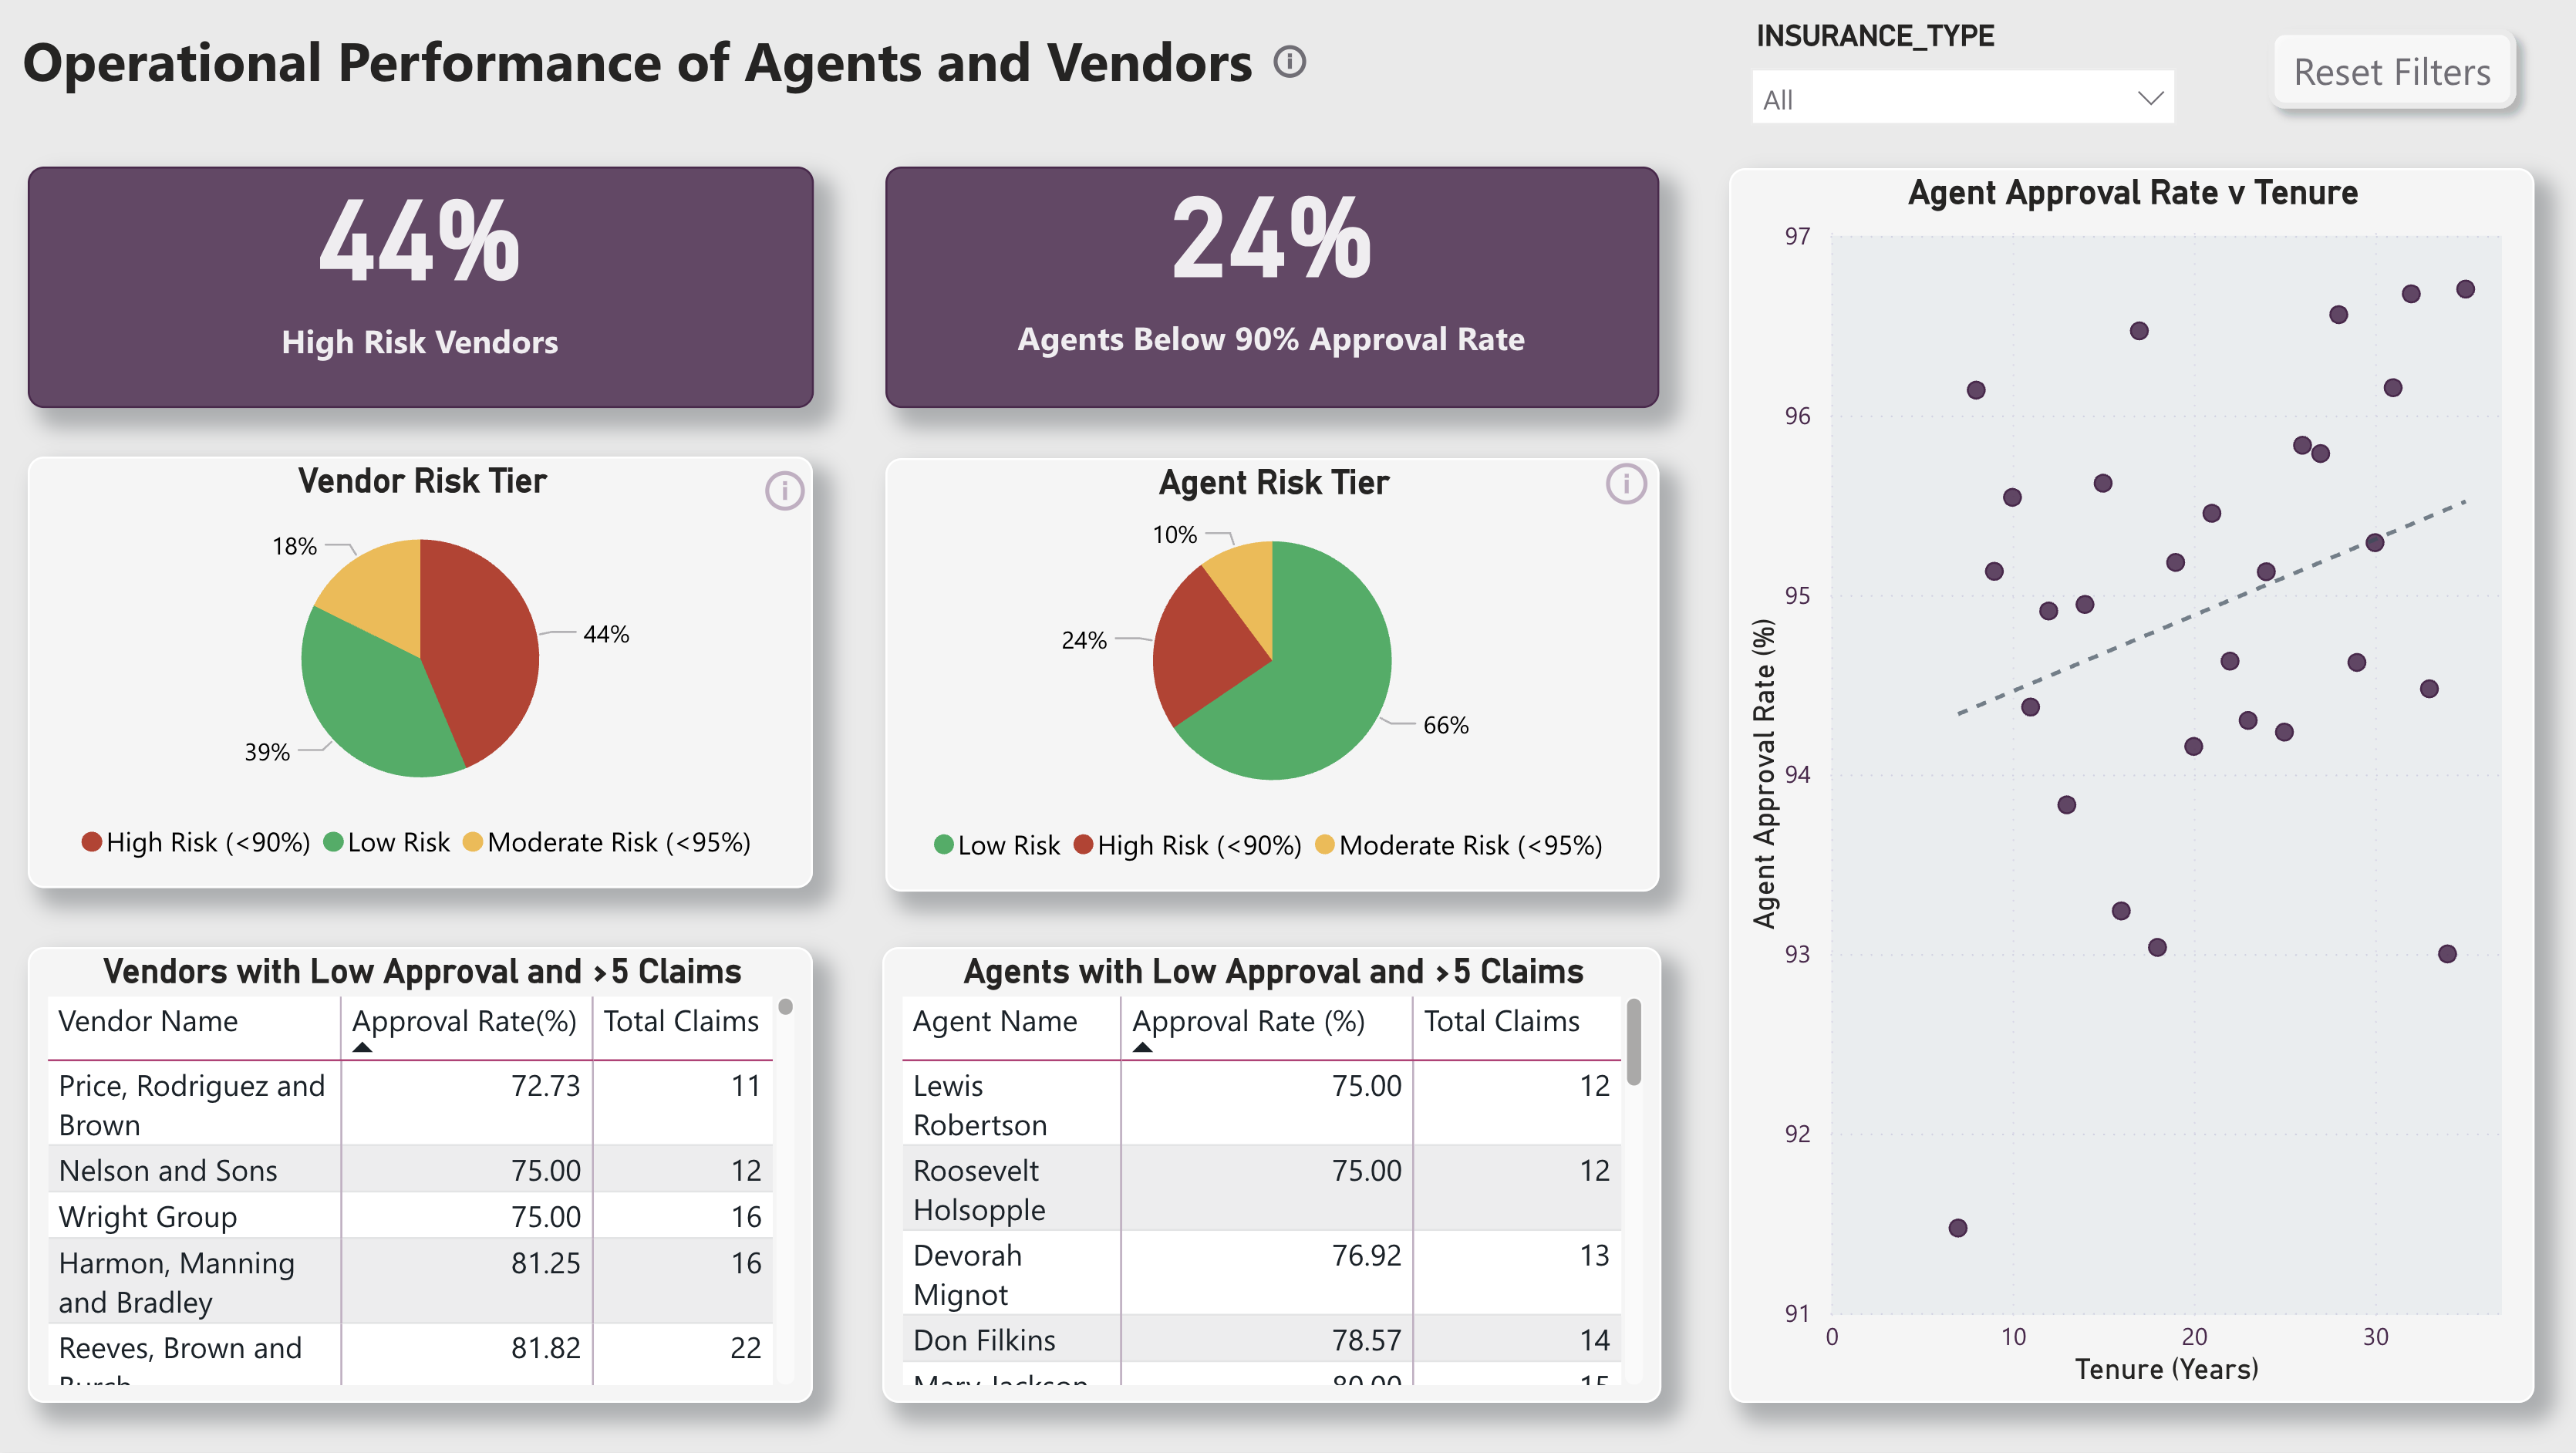 Operational Performance of Agents and Vendors
INSURANCE_TYPE
All
Reset Filters
44%
High Risk Vendors
24%
Agents Below 90% Approval Rate
Vendor Risk Tier
18%
44%
39%
High Risk (<90%) Low Risk Moderate Risk (<95%)
Agent Risk Tier
10%
24%
66%
Low Risk High Risk (<90%) Moderate Risk (<95%)
Vendors with Low Approval and >5 Claims
Vendor Name Approval Rate(%) Total Claims
Price, Rodriguez and 72.73 11
Brown
Nelson and Sons 75.00 12
Wright Group 75.00 16
Harmon, Manning 81.25 16
and Bradley
Reeves, Brown and 81.82 22
Agents with Low Approval and >5 Claims
Agent Name Approval Rate (%) Total Claims
Lewis 75.00 12
Robertson
Roosevelt 75.00 12
Holsopple
Devorah 76.92 13
Mignot
Don Filkins 78.57 14
Mary Jackson 80.00 15
Agent Approval Rate v Tenure
Agent Approval Rate (%)
97
96
95
94
93
92
91
0 10 20 30
Tenure (Years)